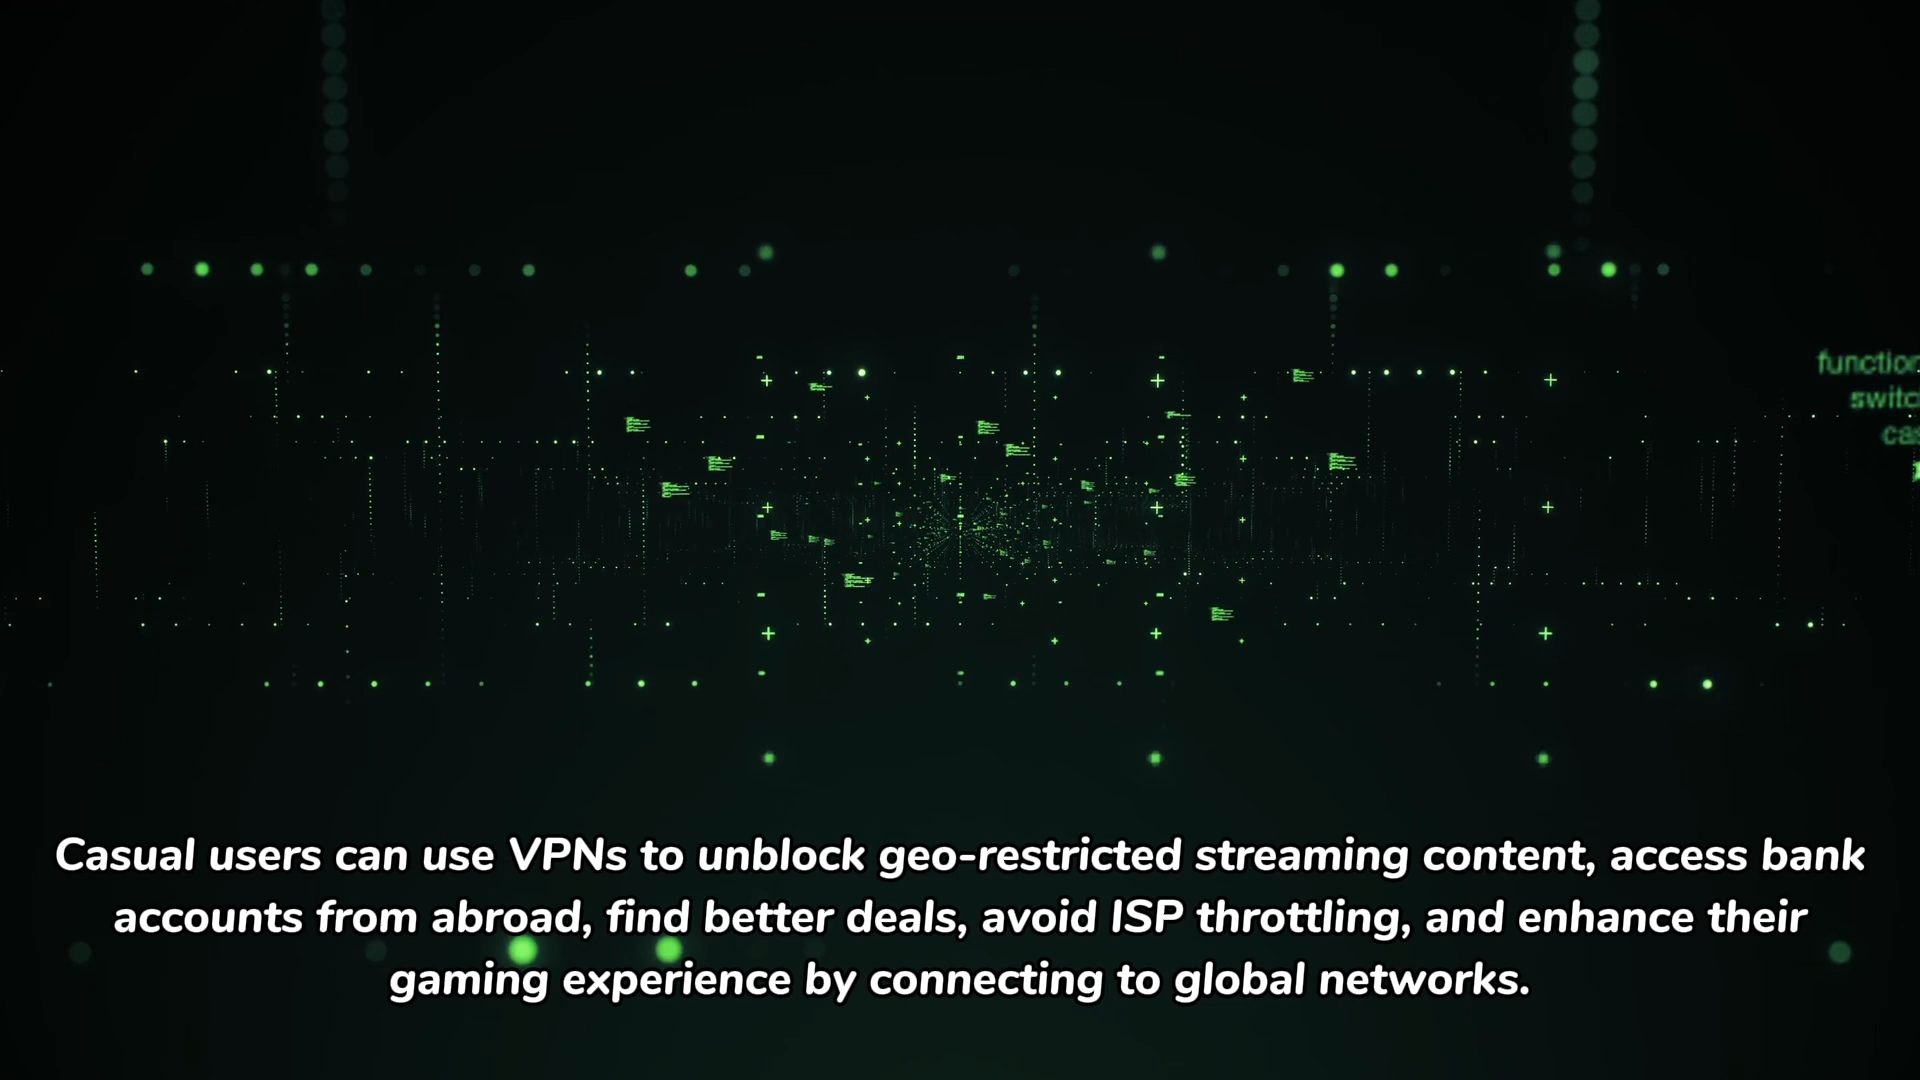 Casual users can use VPNs to unblock geo-restricted streaming content, access bank
accounts from abroad, find better deals, avoid ISP throttling, and enhance their
gaming experience by connecting to global networks.